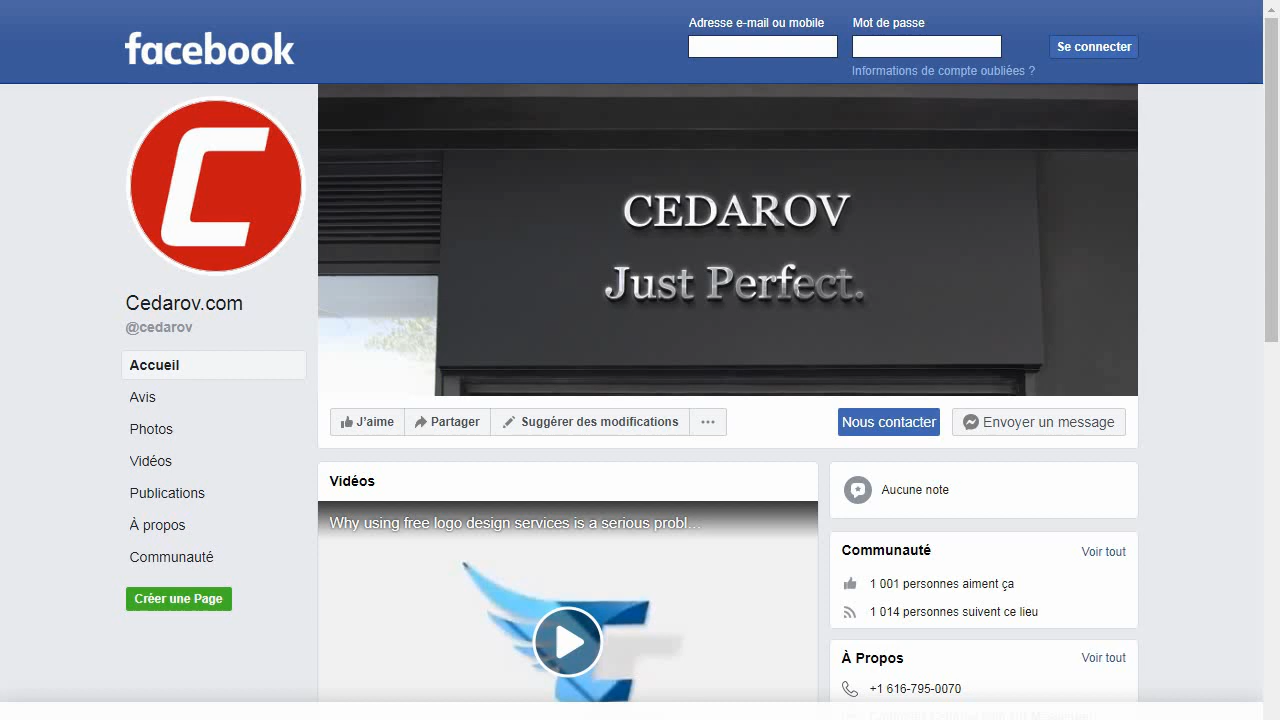 facebook
Adresse e-mail ou mobile
Mot de passe
Se connecter
Informations de compte oubliées ?
Cedarov.com
@cedarov
Accueil
Avis
Photos
Vidéos
Publications
À propos
Communauté
Créer une Page
CEDAROV
Just Perfect.
J'aime
Partager
Suggérer des modifications
Nous contacter
Envoyer un message
Vidéos
Why using free logo design services is a serious probl...
Aucune note
Communauté
Voir tout
1 001 personnes aiment ça
1 014 personnes suivent ce lieu
À Propos
Voir tout
+1 616-795-0070